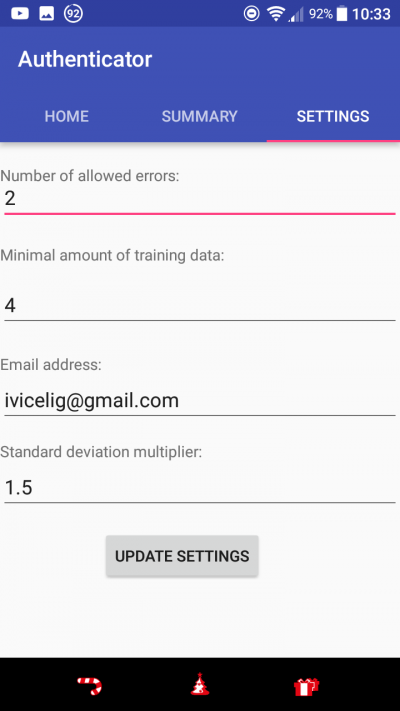 92 92% 10:33
Authenticator
HOME SUMMARY SETTINGS
Number of allowed errors:
2
Minimal amount of training data:
4
Email address:
ivicelig@gmail.com
Standard deviation multiplier:
1.5
UPDATE SETTINGS